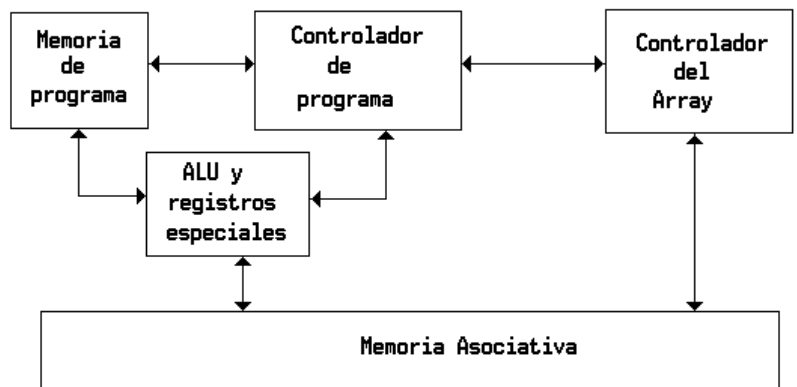 Memoria
de
programa
Controlador
de
programa
Controlador
del
Array
ALU y
registros
especiales
Memoria Asociativa